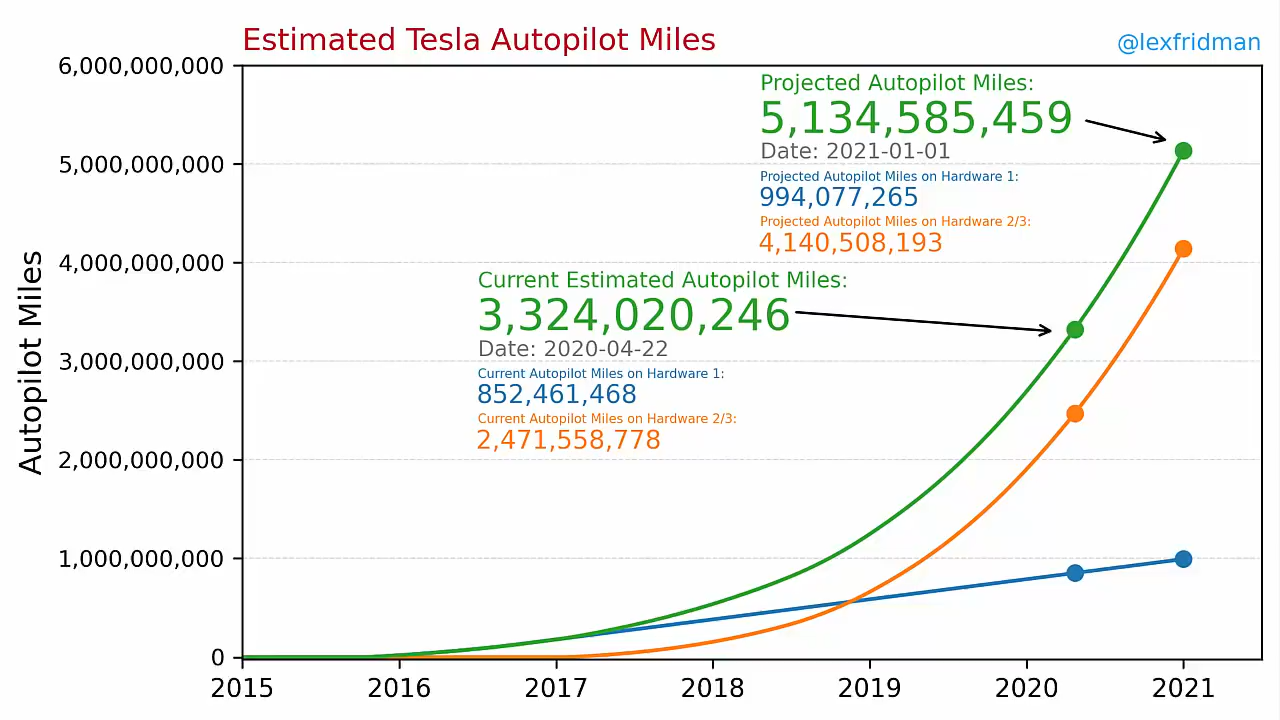 Estimated Tesla Autopilot Miles
@lexfridman
6,000,000,000
Projected Autopilot Miles:
5,134,585,459
Date: 2021-01-01
5,000,000,000
Projected Autopilot Miles on Hardware 1:
994,077,265
Projected Autopilot Miles on Hardware 2/3:
4,140,508,193
4,000,000,000
Current Estimated Autopilot Miles:
3,324,020,246
Date: 2020-04-22
3,000,000,000
Current Autopilot Miles on Hardware 1:
852,461,468
Current Autopilot Miles on Hardware 2/3:
2,471,558,778
2,000,000,000
1,000,000,000
0
Autopilot Miles
2015 2016 2017 2018 2019 2020 2021